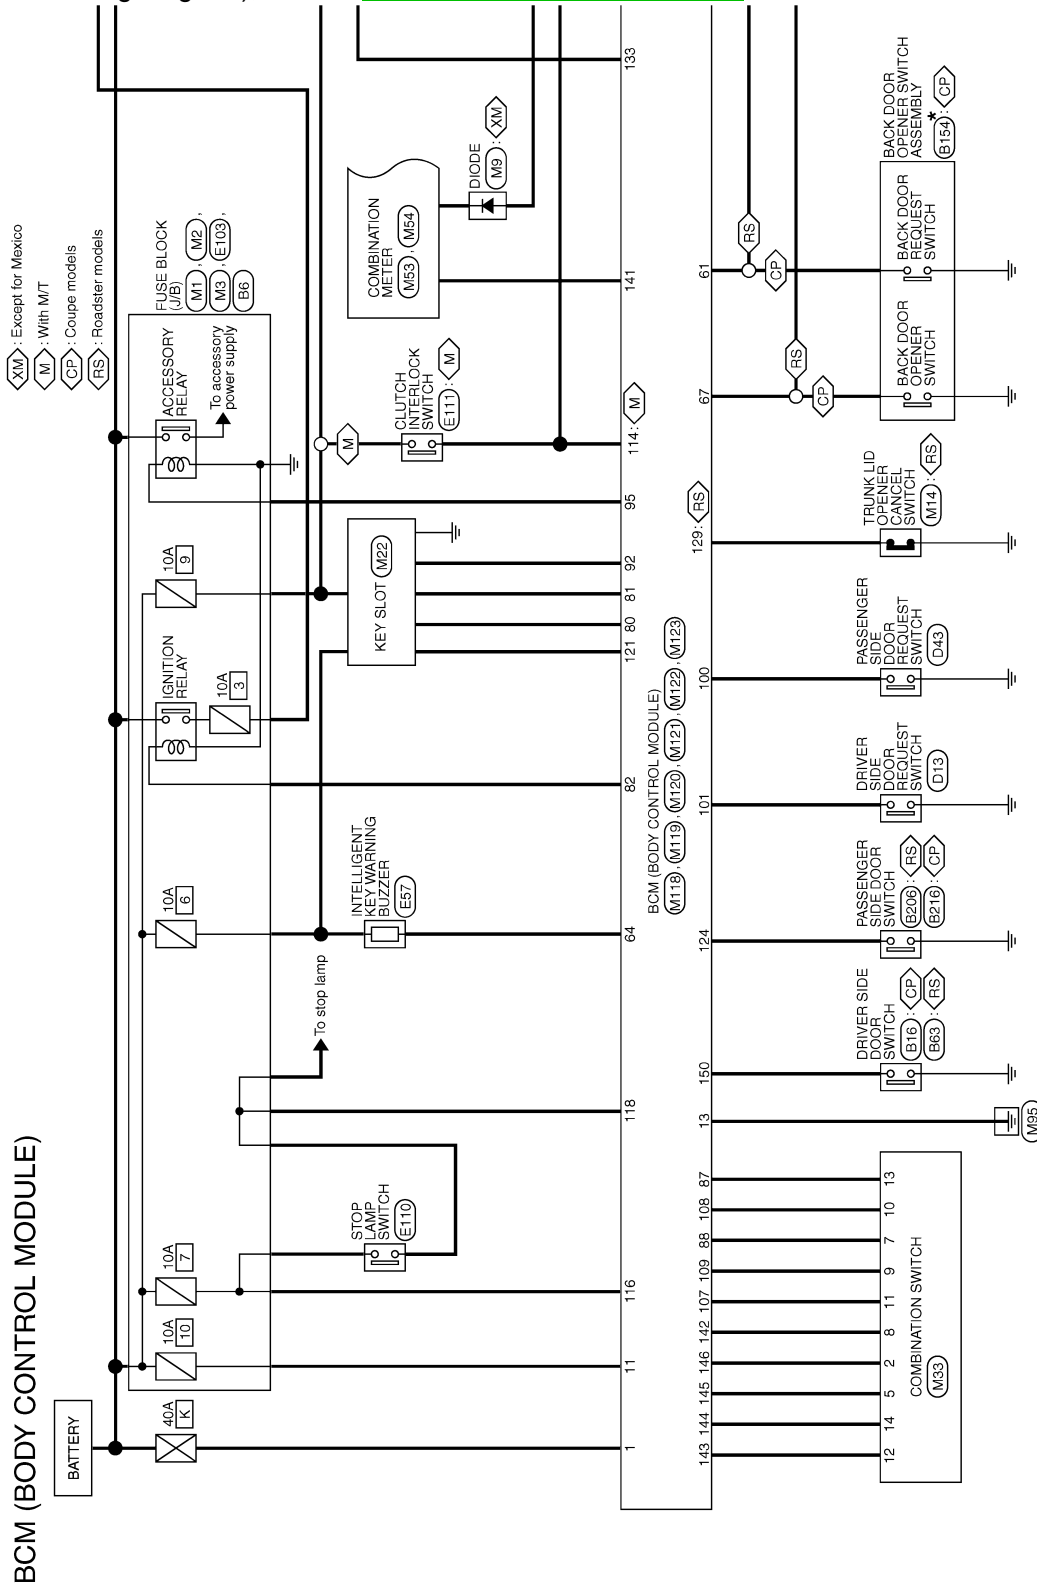 BCM (BODY CONTROL MODULE)
XM : Except for Mexico
M : With M/T
CP : Coupe models
RS : Roadster models
BATTERY
40A
K
10A
10
10A
7
10A
6
IGNITION
RELAY
10A
3
10A
9
ACCESSORY
RELAY
To accessory
power supply
FUSE BLOCK
(J/B)
M1 , M2 ,
M3 , E103 ,
B6
STOP
LAMP
SWITCH
E110
To stop lamp
INTELLIGENT
KEY WARNING
BUZZER
E57
KEY SLOT M22
M
CLUTCH
INTERLOCK
SWITCH
E111 : M
COMBINATION
METER
M53 , M54
DIODE
M9 : XM
1 11 116 118 64 82 121 80 81 92 95 114 : M 141 133
BCM (BODY CONTROL MODULE)
M118 , M119 , M120 , M121 , M122 , M123
143 144 145 146 142 107 109 88 108 87 13 150 124 101 100 129 : RS 67 61
12 14 5 2 8 11 9 7 10 13
COMBINATION SWITCH
M33
M95
DRIVER SIDE
DOOR
SWITCH
B16 : CP
B63 : RS
PASSENGER
SIDE DOOR
SWITCH
B206 : RS
B216 : CP
DRIVER
SIDE
DOOR
REQUEST
SWITCH
D13
PASSENGER
SIDE
DOOR
REQUEST
SWITCH
D43
TRUNK LID
OPENER
CANCEL
SWITCH
M14 : RS
RS
CP
RS
CP
BACK DOOR
OPENER
SWITCH
BACK DOOR
REQUEST
SWITCH
BACK DOOR
OPENER SWITCH
ASSEMBLY
B154 * : CP